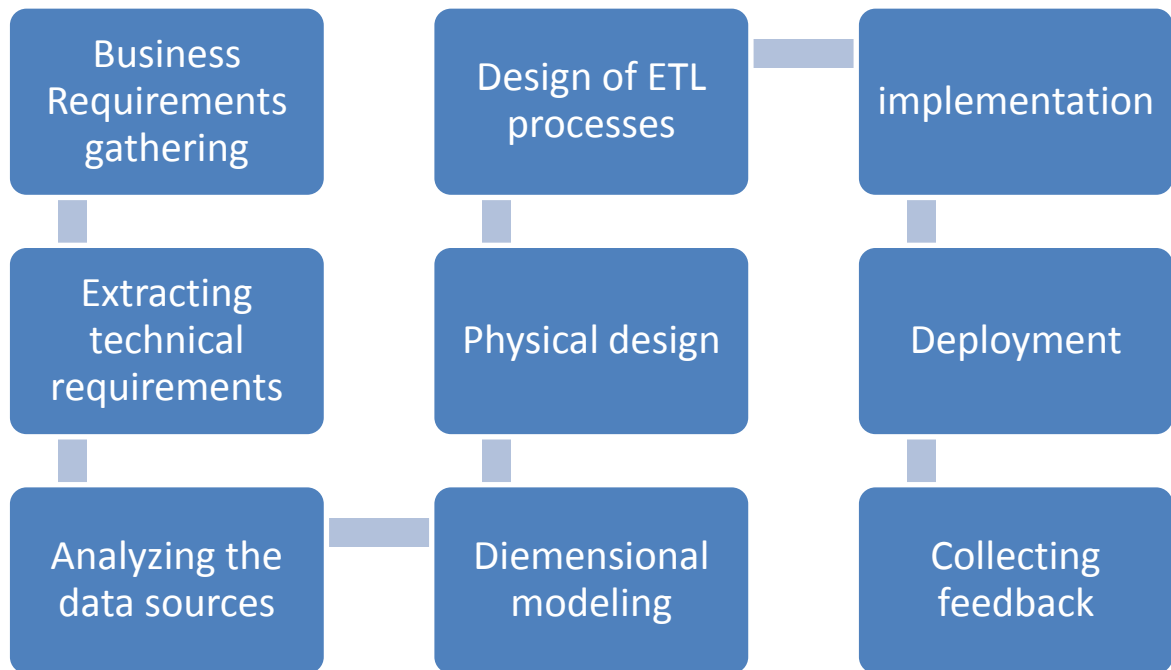 Business
Requirements
gathering
Extracting
technical
requirements
Analyzing the
data sources
Diemensional
modeling
Physical design
Design of ETL
processes
implementation
Deployment
Collecting
feedback